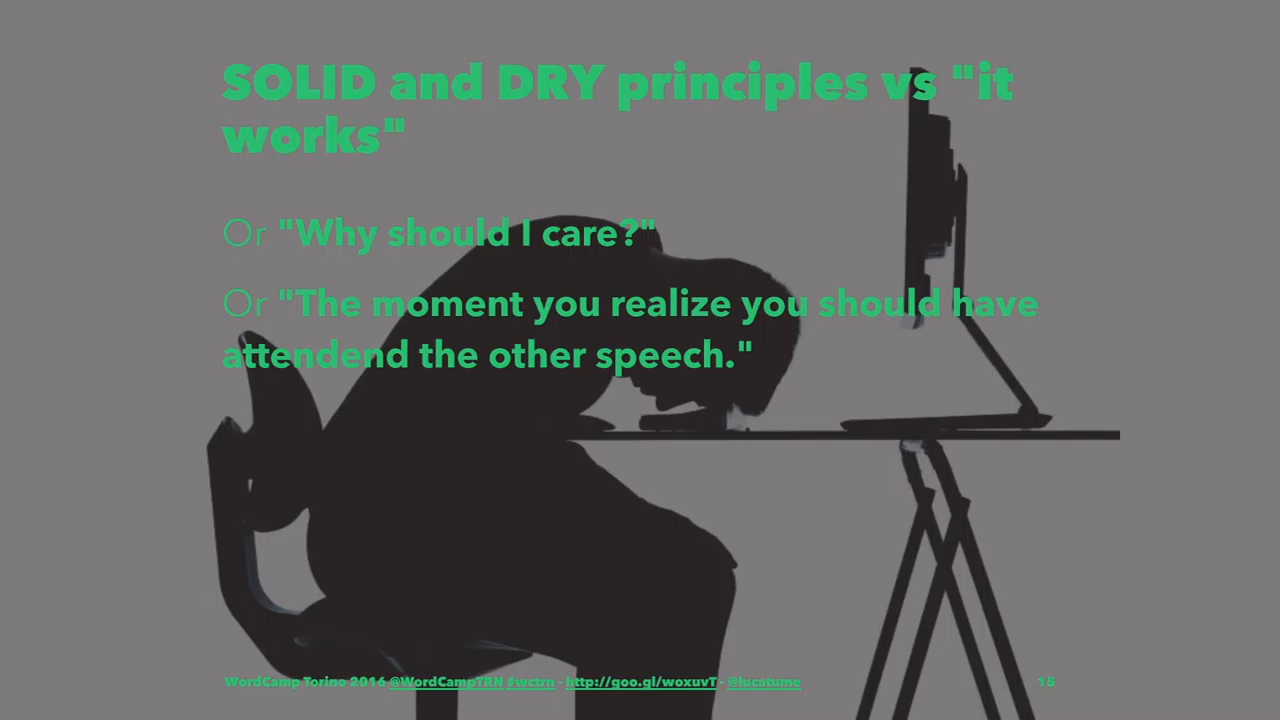 SOLID and DRY principles vs "it
works"
Or "Why should I care?"
Or "The moment you realize you should have
attendend the other speech."
WordCamp Torino 2016 @WordCampTRN #wctrn - http://goo.gl/woxuvT - @lucatume 18